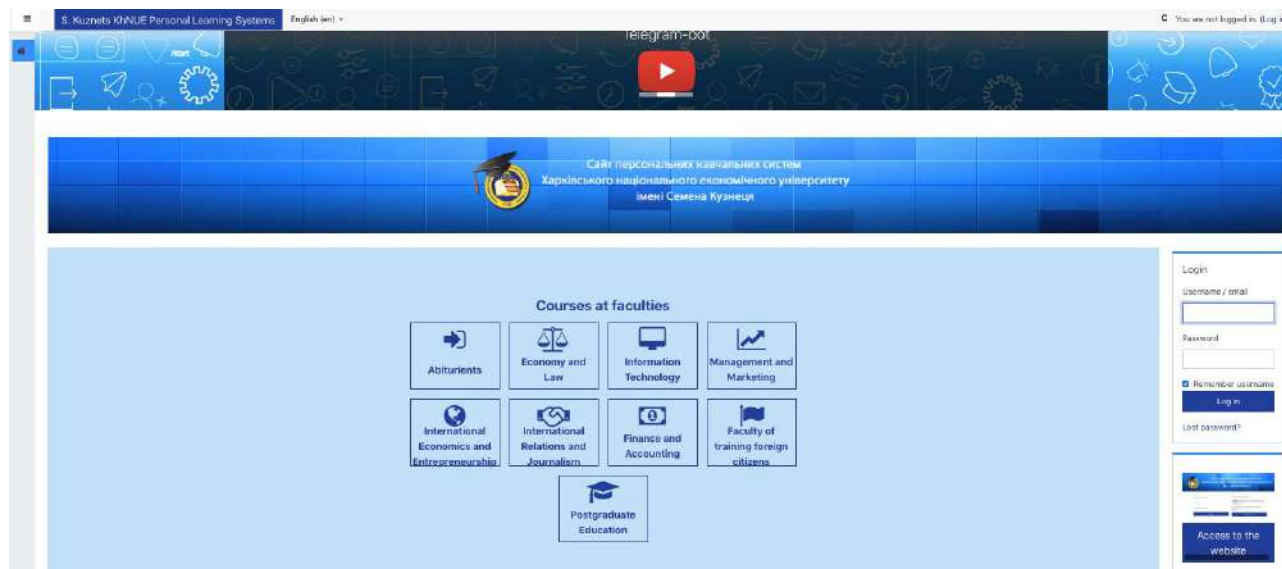 S. Kuznets KhNUE Personal Learning Systems
English (en)
You are not logged in. (Log in
Telegram-bot
Сайт персональних навчальних систем
Харківського національного економічного університету
імені Семена Кузнеця
Courses at faculties
Abiturients
Economy and
Law
Information
Technology
Management and
Marketing
International
Economics and
Entrepreneurship
International
Relations and
Journalism
Finance and
Accounting
Faculty of
training foreign
citizens
Postgraduate
Education
Login
Username / email
Password
Remember username
Log in
Lost password?
Access to the
website